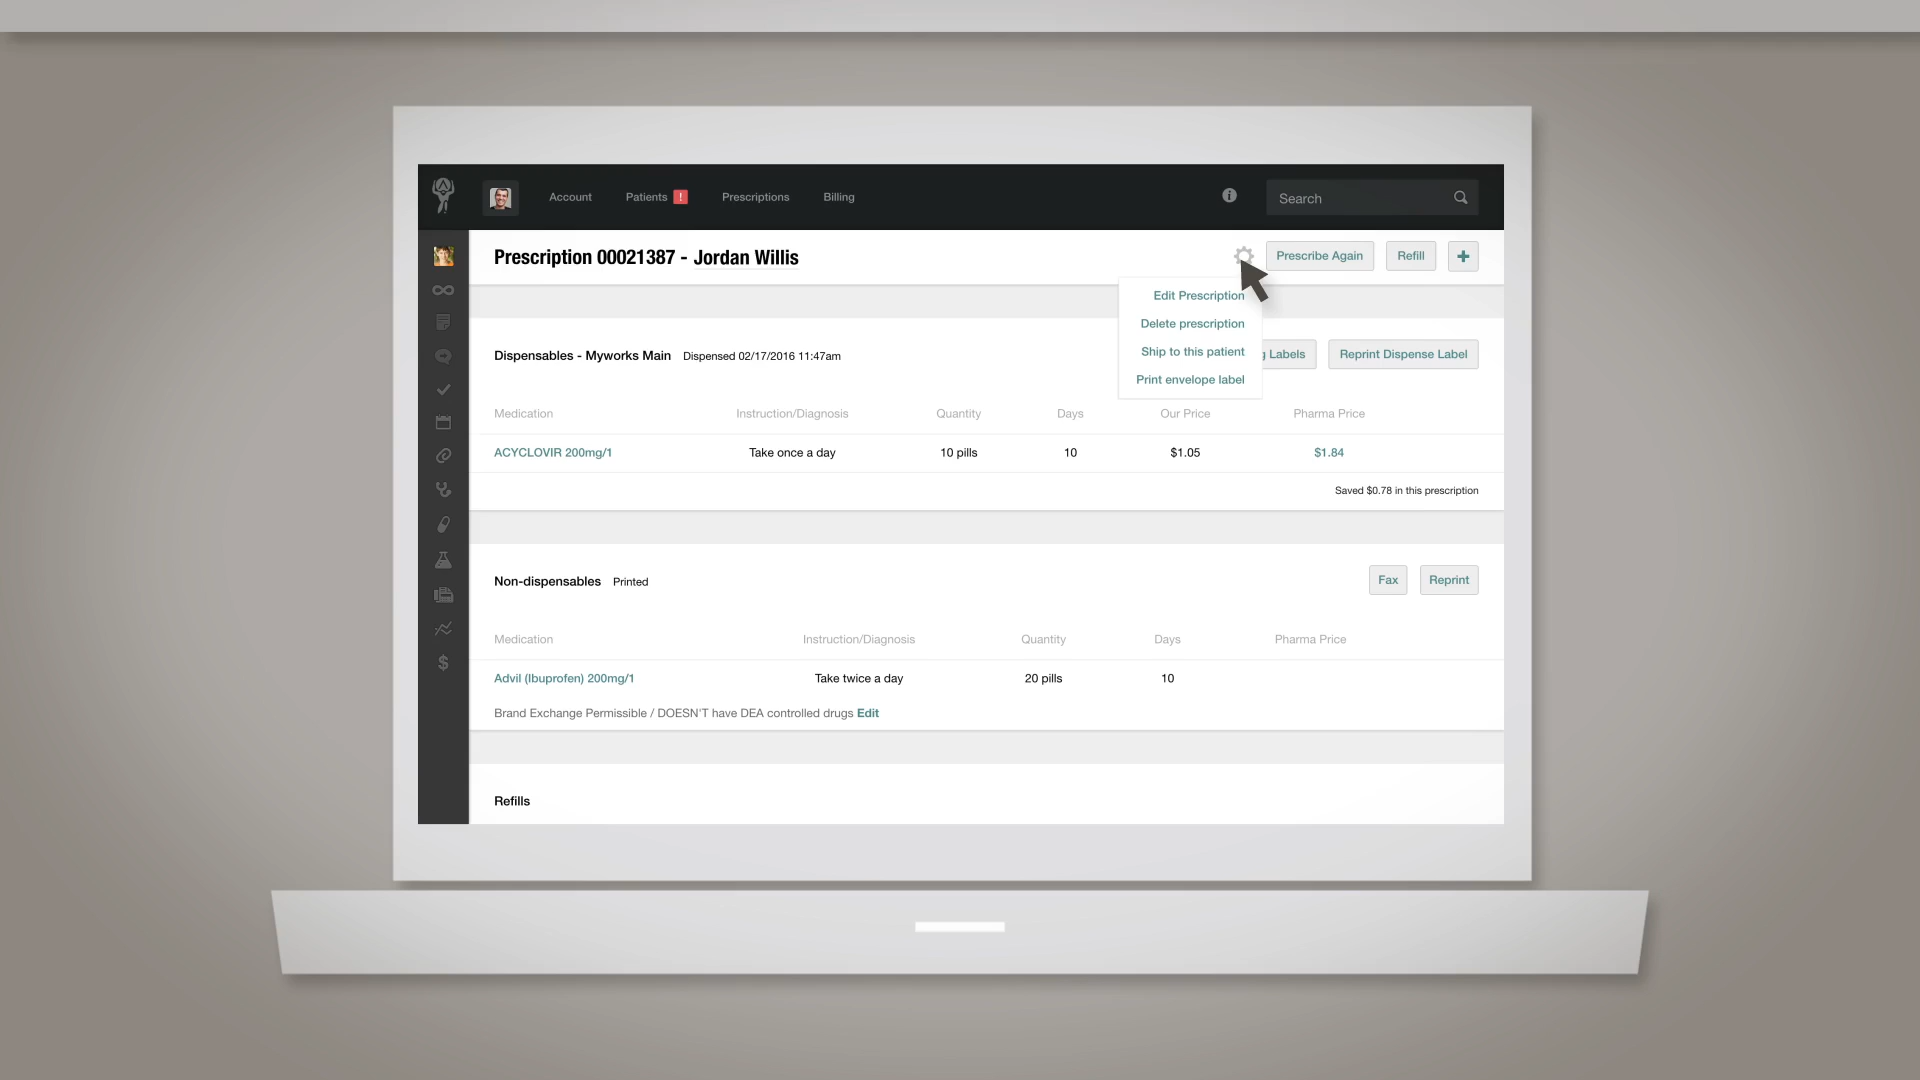 Account Patients ! Prescriptions Billing Search
Prescription 00021387 - Jordan Willis Prescribe Again Refill
Edit Prescription
Delete prescription
Ship to this patient
Print envelope label
Dispensables - Myworks Main Dispensed 02/17/2016 11:47am Labels Reprint Dispense Label
Medication Instruction/Diagnosis Quantity Days Our Price Pharma Price
ACYCLOVIR 200mg/1 Take once a day 10 pills 10 $1.05 $1.84
Saved $0.78 in this prescription
Non-dispensables Printed Fax Reprint
Medication Instruction/Diagnosis Quantity Days Pharma Price
Advil (Ibuprofen) 200mg/1 Take twice a day 20 pills 10
Brand Exchange Permissible / DOESN'T have DEA controlled drugs Edit
Refills